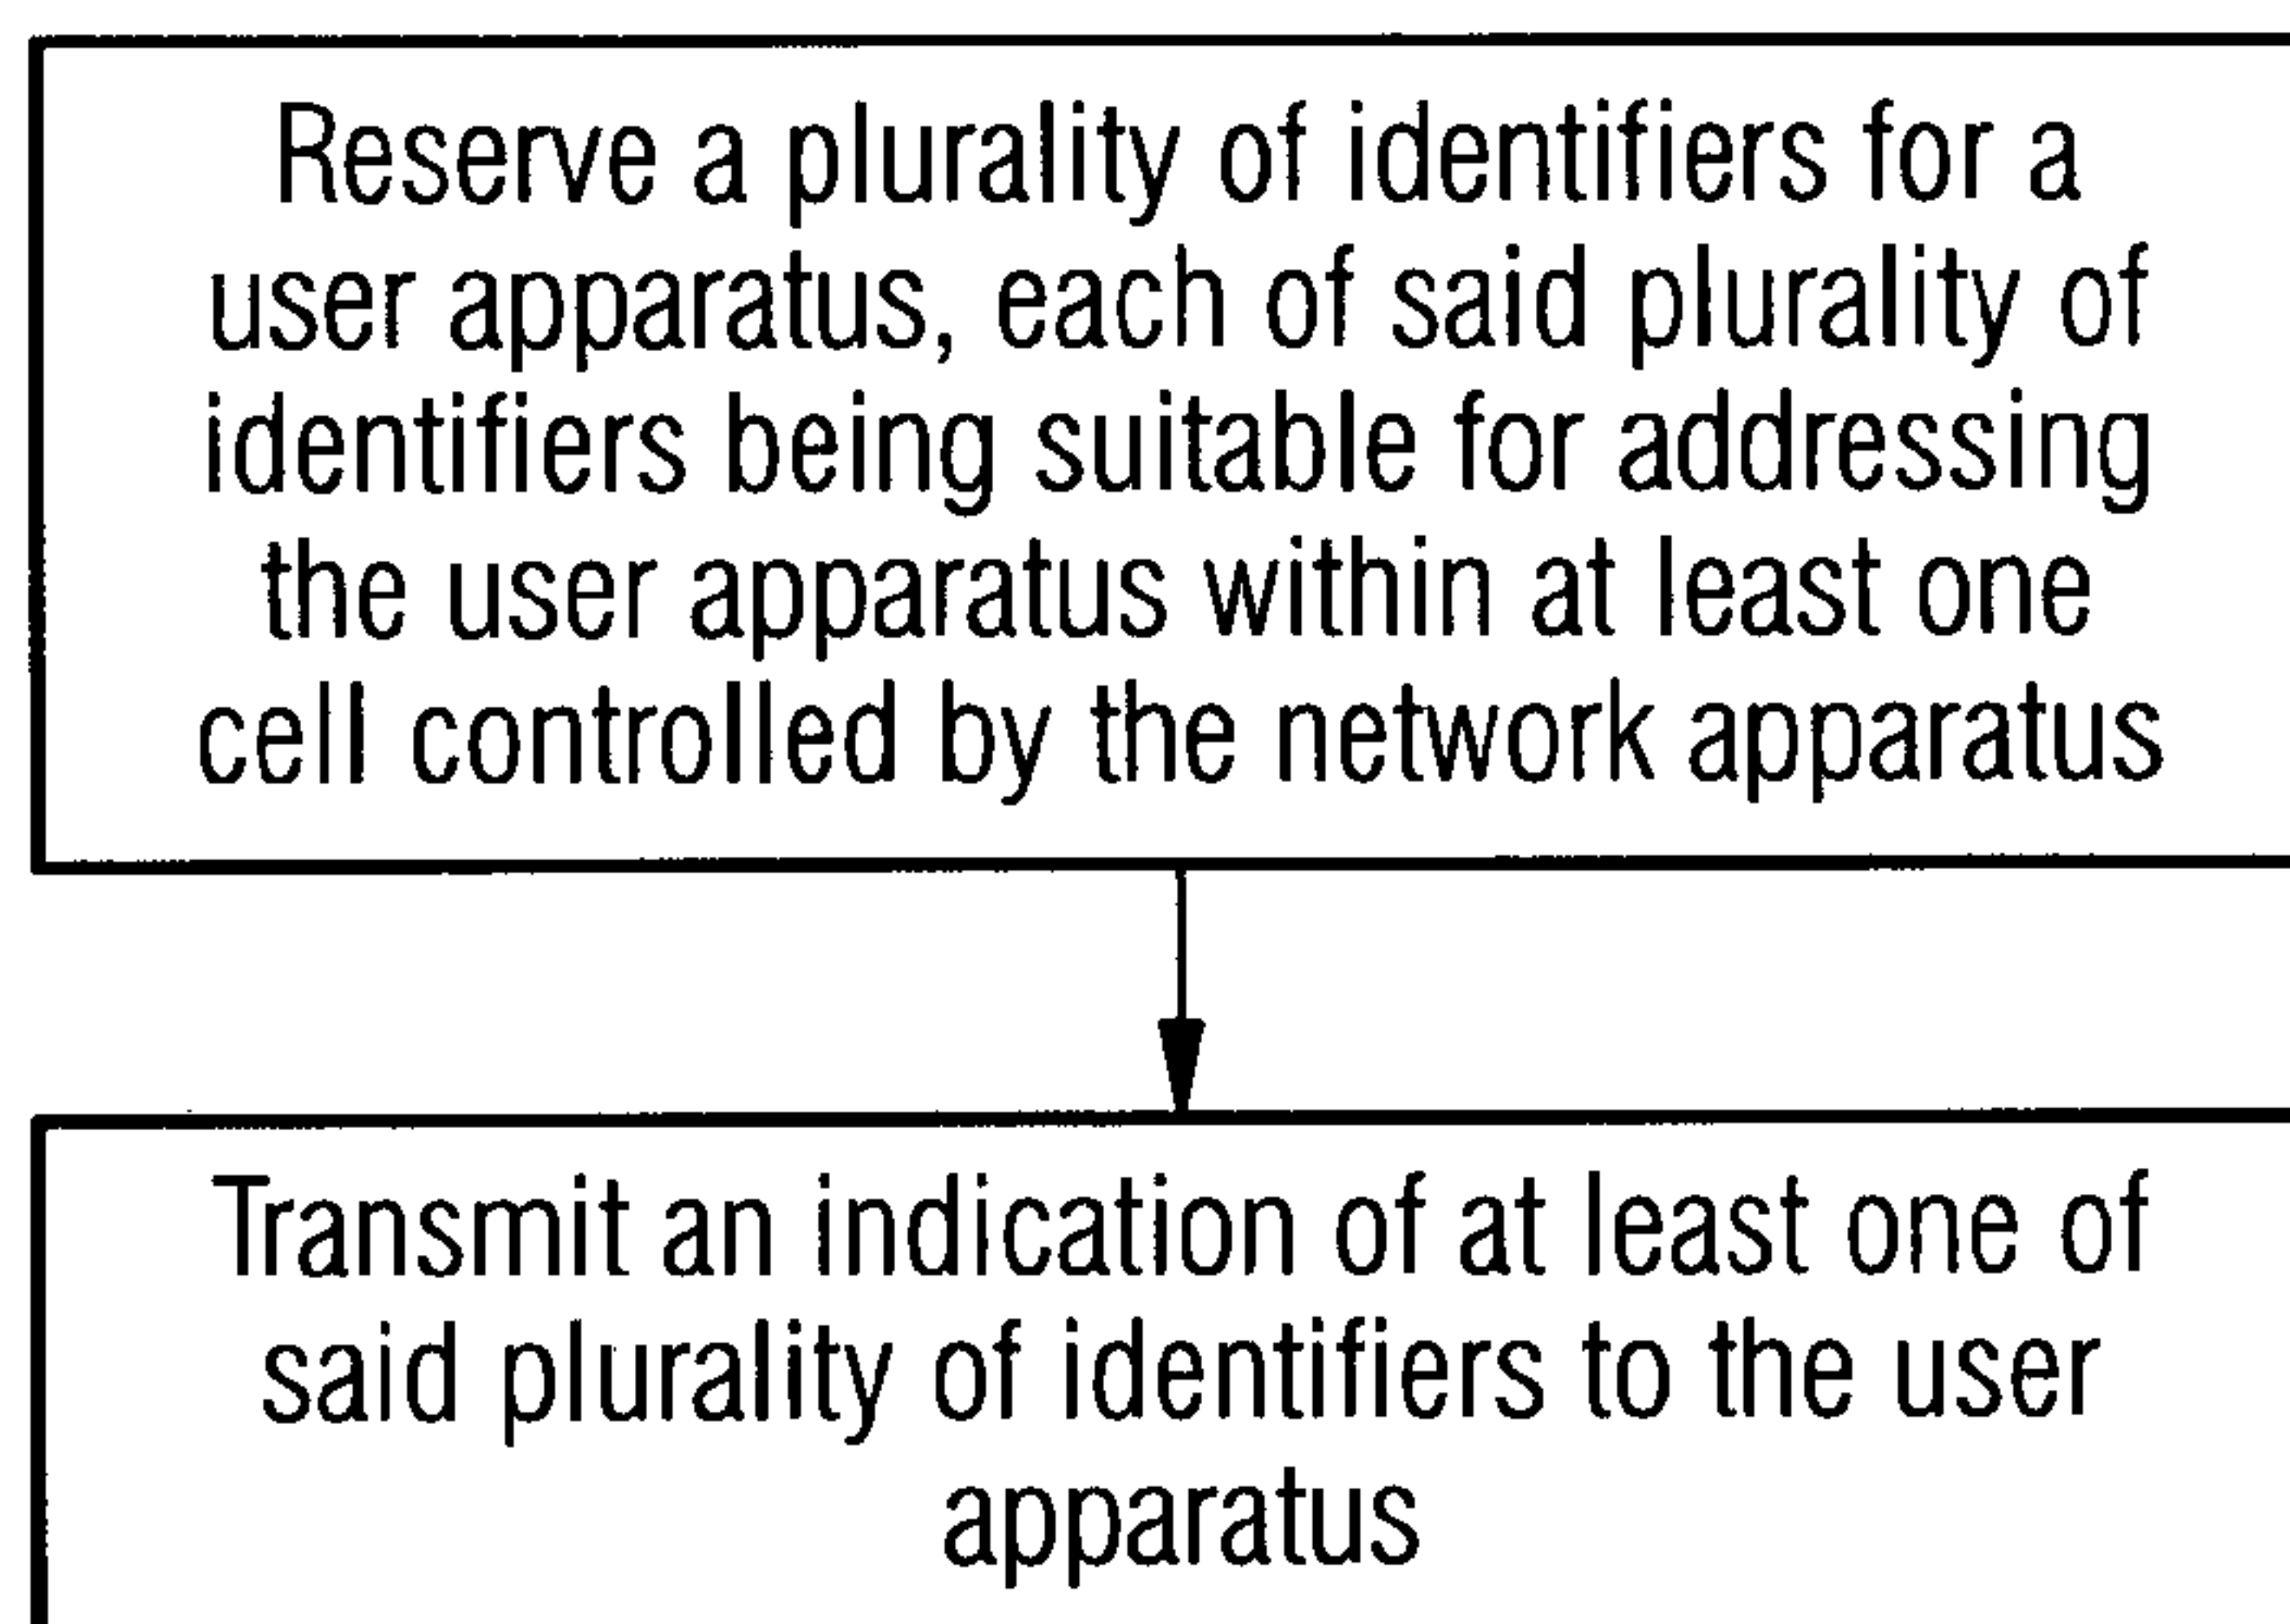 Reserve a plurality of identifiers for a
user apparatus, each of said plurality of
identifiers being suitable for addressing
the user apparatus within at least one
cell controlled by the network apparatus
Transmit an indication of at least one of
said plurality of identifiers to the user
apparatus